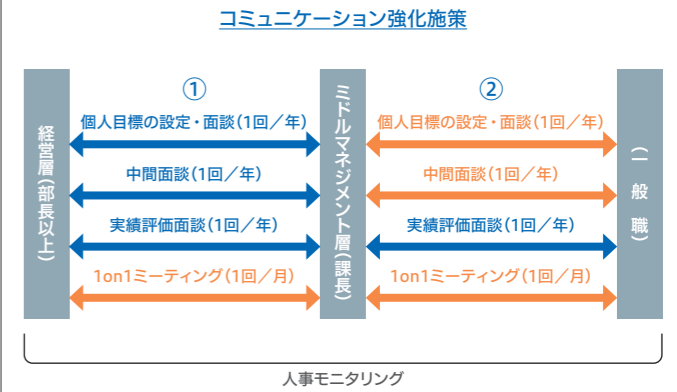 コミュニケーション強化施策
①
②
経営層(部長以上)
個人目標の設定・面談(1回／年)
中間面談(1回／年)
実績評価面談(1回／年)
1on1ミーティング(1回／月)
ミドルマネジメント層(課長)
個人目標の設定・面談(1回／年)
中間面談(1回／年)
実績評価面談(1回／年)
1on1ミーティング(1回／月)
(一般職)
人事モニタリング